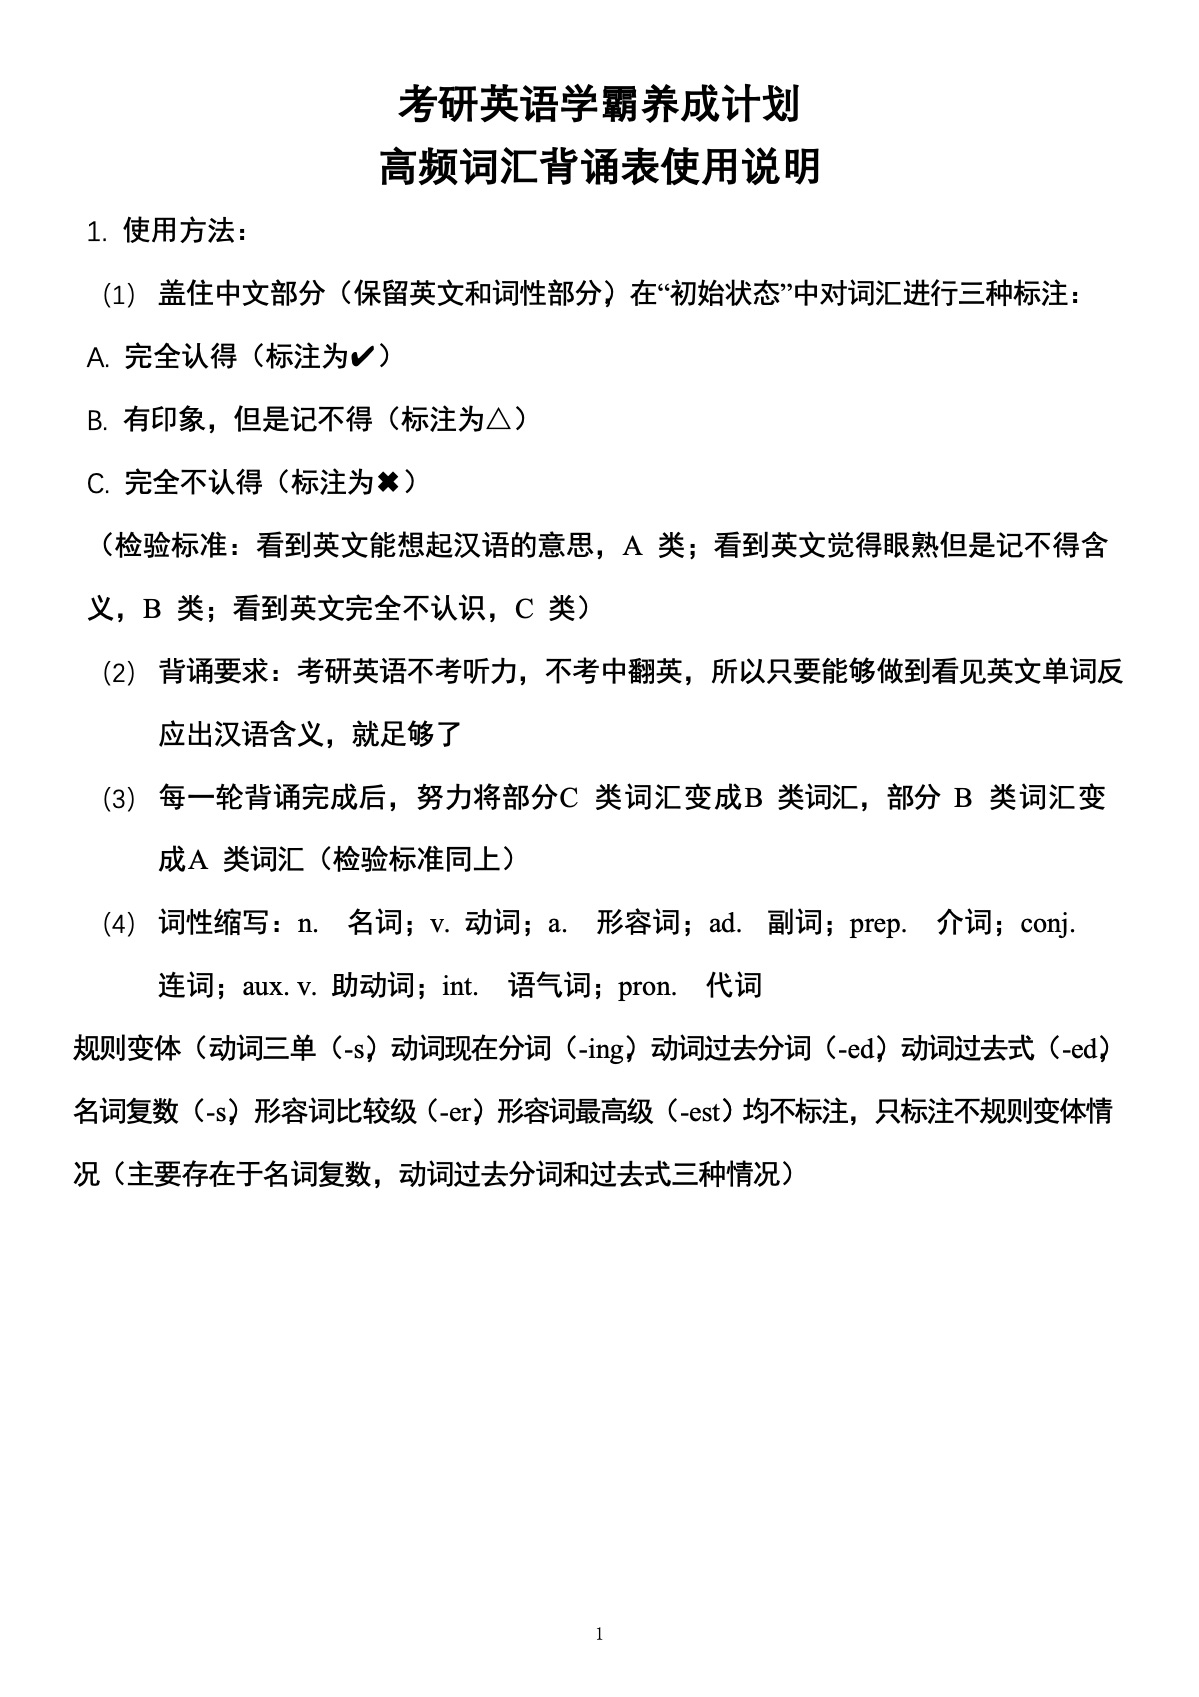 考研英语学霸养成计划
高频词汇背诵表使用说明
1. 使用方法：
(1) 盖住中文部分（保留英文和词性部分），在“初始状态”中对词汇进行三种标注：
A. 完全认得（标注为✔）
B. 有印象，但是记不得（标注为△）
C. 完全不认得（标注为✖）
（检验标准：看到英文能想起汉语的意思，A 类；看到英文觉得眼熟但是记不得含
义，B 类；看到英文完全不认识，C 类）
(2) 背诵要求：考研英语不考听力，不考中翻英，所以只要能够做到看见英文单词反
应出汉语含义，就足够了
(3) 每一轮背诵完成后，努力将部分C 类词汇变成B 类词汇，部分 B 类词汇变
成A 类词汇（检验标准同上）
(4) 词性缩写：n. 名词；v. 动词；a. 形容词；ad. 副词；prep. 介词；conj.
连词；aux. v. 助动词；int. 语气词；pron. 代词
规则变体（动词三单（-s），动词现在分词（-ing），动词过去分词（-ed），动词过去式（-ed），
名词复数（-s），形容词比较级（-er），形容词最高级（-est）均不标注，只标注不规则变体情
况（主要存在于名词复数，动词过去分词和过去式三种情况）
1